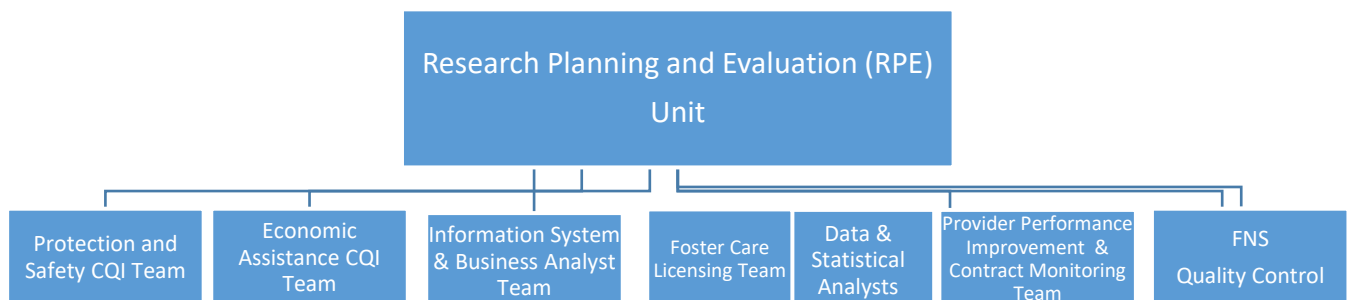 Research Planning and Evaluation (RPE)
Unit
Protection and
Safety CQI Team
Economic
Assistance CQI
Team
Information System
& Business Analyst
Team
Foster Care
Licensing Team
Data &
Statistical
Analysts
Provider Performance
Improvement &
Contract Monitoring
Team
FNS
Quality Control